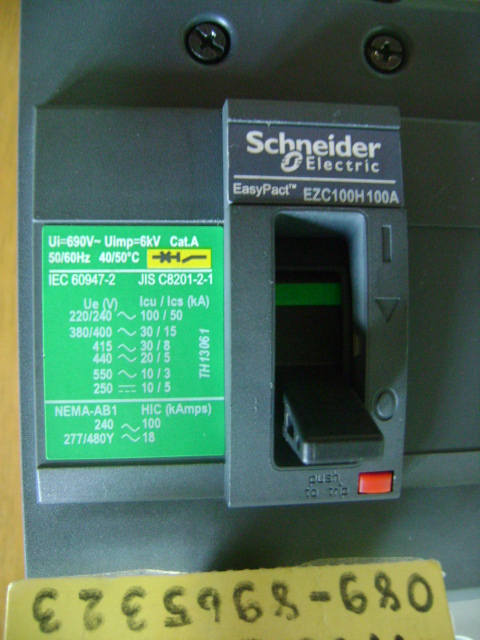 Schneider
Electric
EasyPact™ EZC100H 100A
Ui=690V~ Uimp=6kV Cat.A
50/60Hz 40/50°C
IEC 60947-2 JIS C8201-2-1
Ue (V) Icu / Ics (kA)
220/240 ~ 100 / 50
380/400 ~ 30 / 15
415 ~ 30 / 8
440 ~ 20 / 5
550 ~ 10 / 3
250 ⎓ 10 / 5
TH13061
NEMA-AB1 HIC (kAmps)
240 ~ 100
277/480Y ~ 18
push
to trip
089-8965323